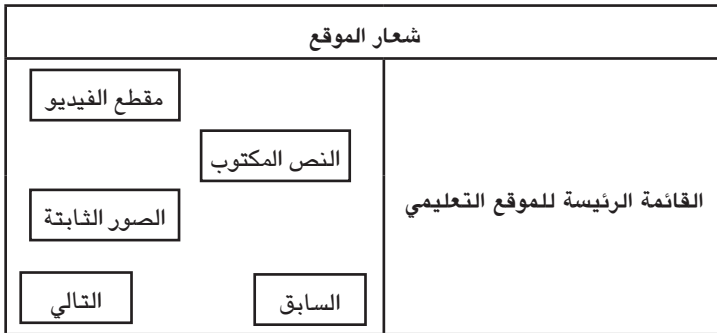 شعار الموقع
القائمة الرئيسة للموقع التعليمي
مقطع الفيديو
النص المكتوب
الصور الثابتة
السابق
التالي